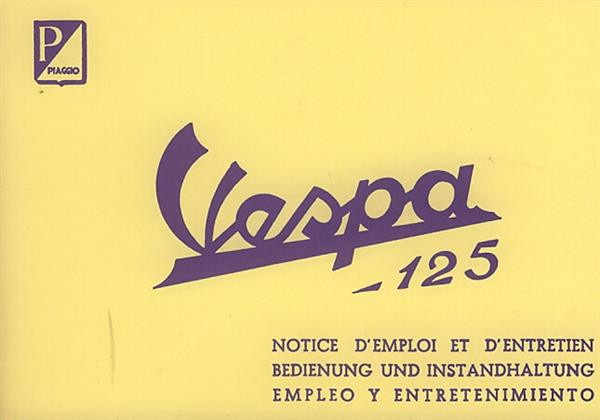 P
PIAGGIO
Vespa
125
NOTICE D'EMPLOI ET D'ENTRETIEN
BEDIENUNG UND INSTANDHALTUNG
EMPLEO Y ENTRETENIMIENTO